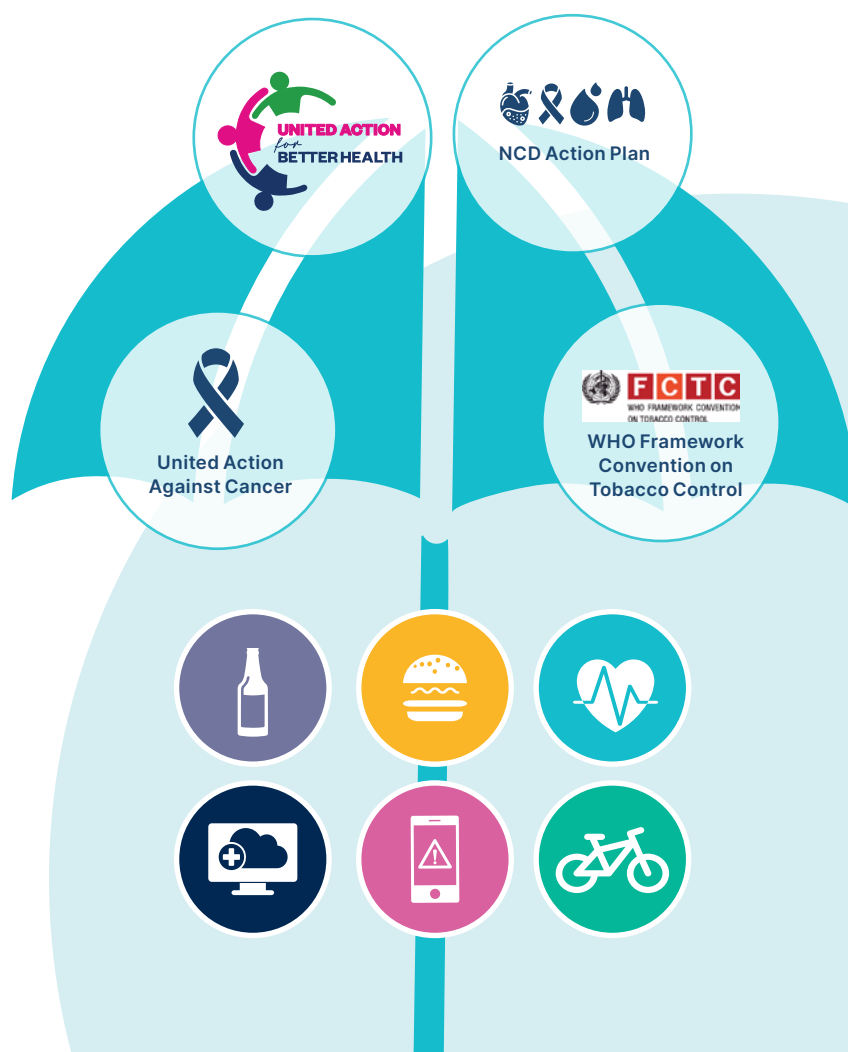 UNITED ACTION
for
BETTER HEALTH
NCD Action Plan
United Action
Against Cancer
FCTC
WHO FRAMEWORK CONVENTION
ON TOBACCO CONTROL
WHO Framework
Convention on
Tobacco Control
!